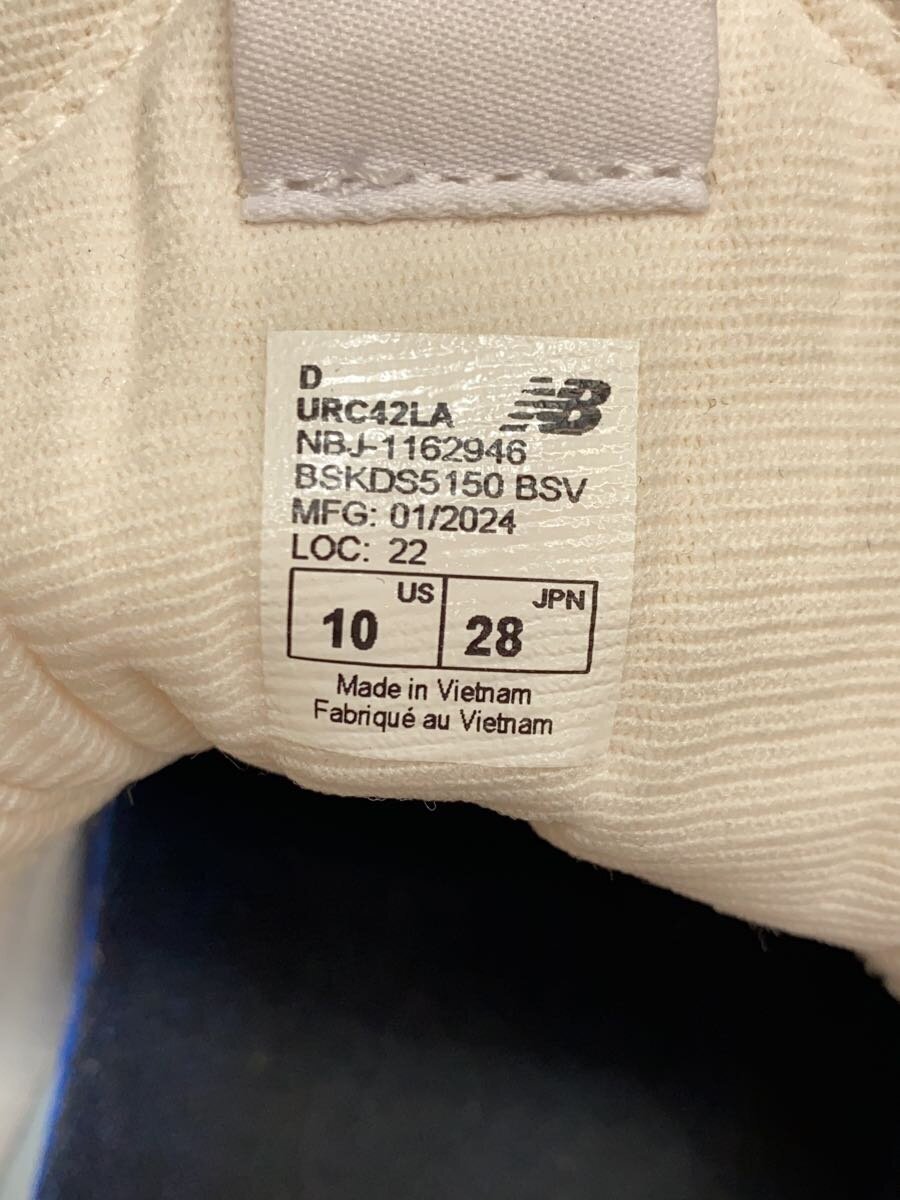 D
URC42LA
NB
NBJ-1162946
BSKDS5150 BSV
MFG: 01/2024
LOC: 22
US JPN
10 28
Made in Vietnam
Fabriqué au Vietnam